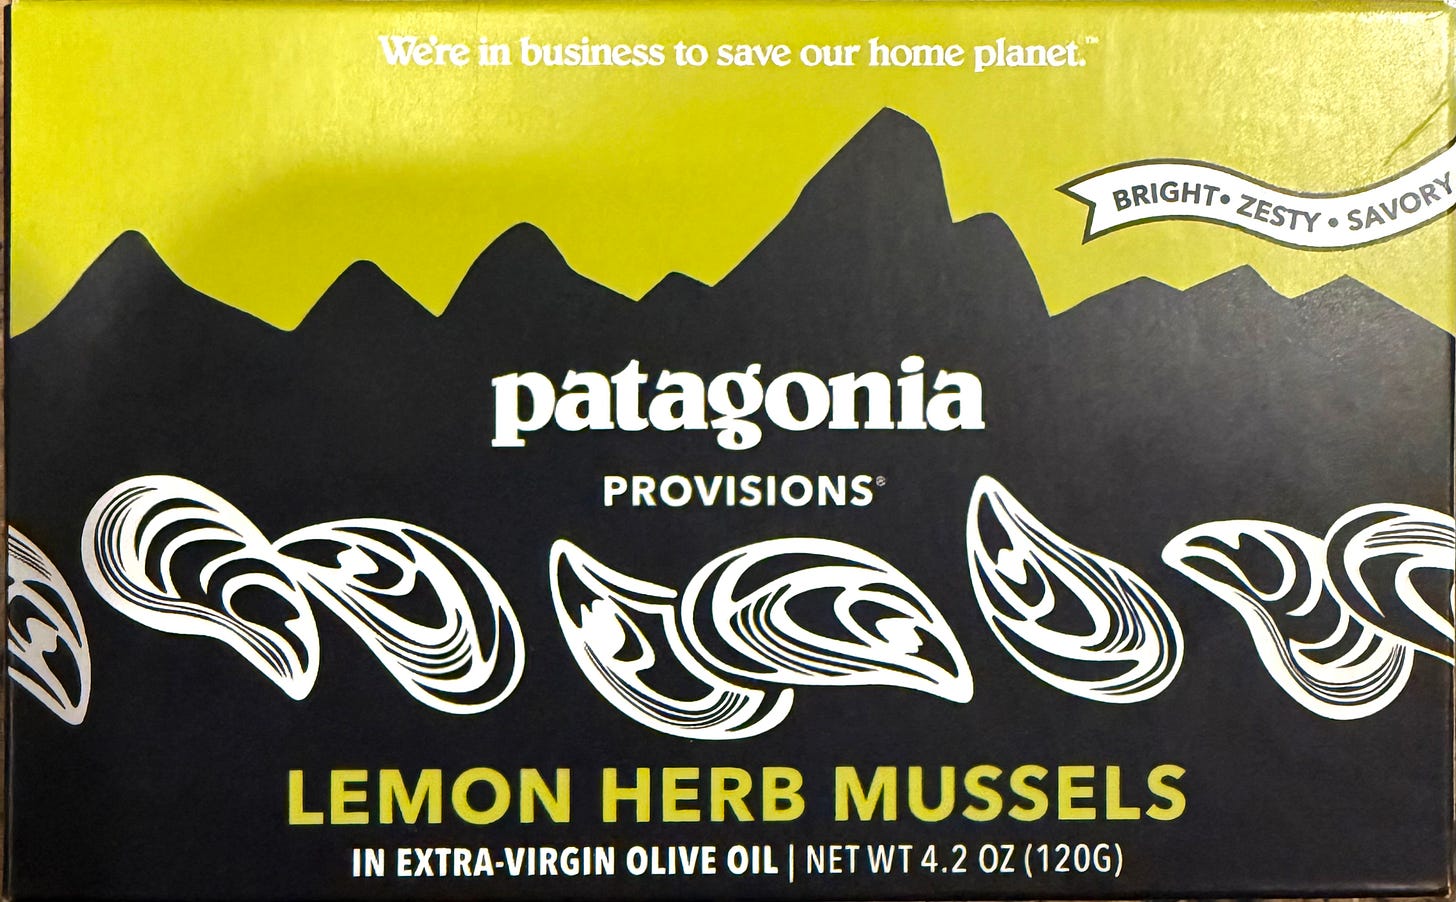 We're in business to save our home planet.™
BRIGHT • ZESTY • SAVORY
patagonia
PROVISIONS®
LEMON HERB MUSSELS
IN EXTRA-VIRGIN OLIVE OIL | NET WT 4.2 OZ (120G)